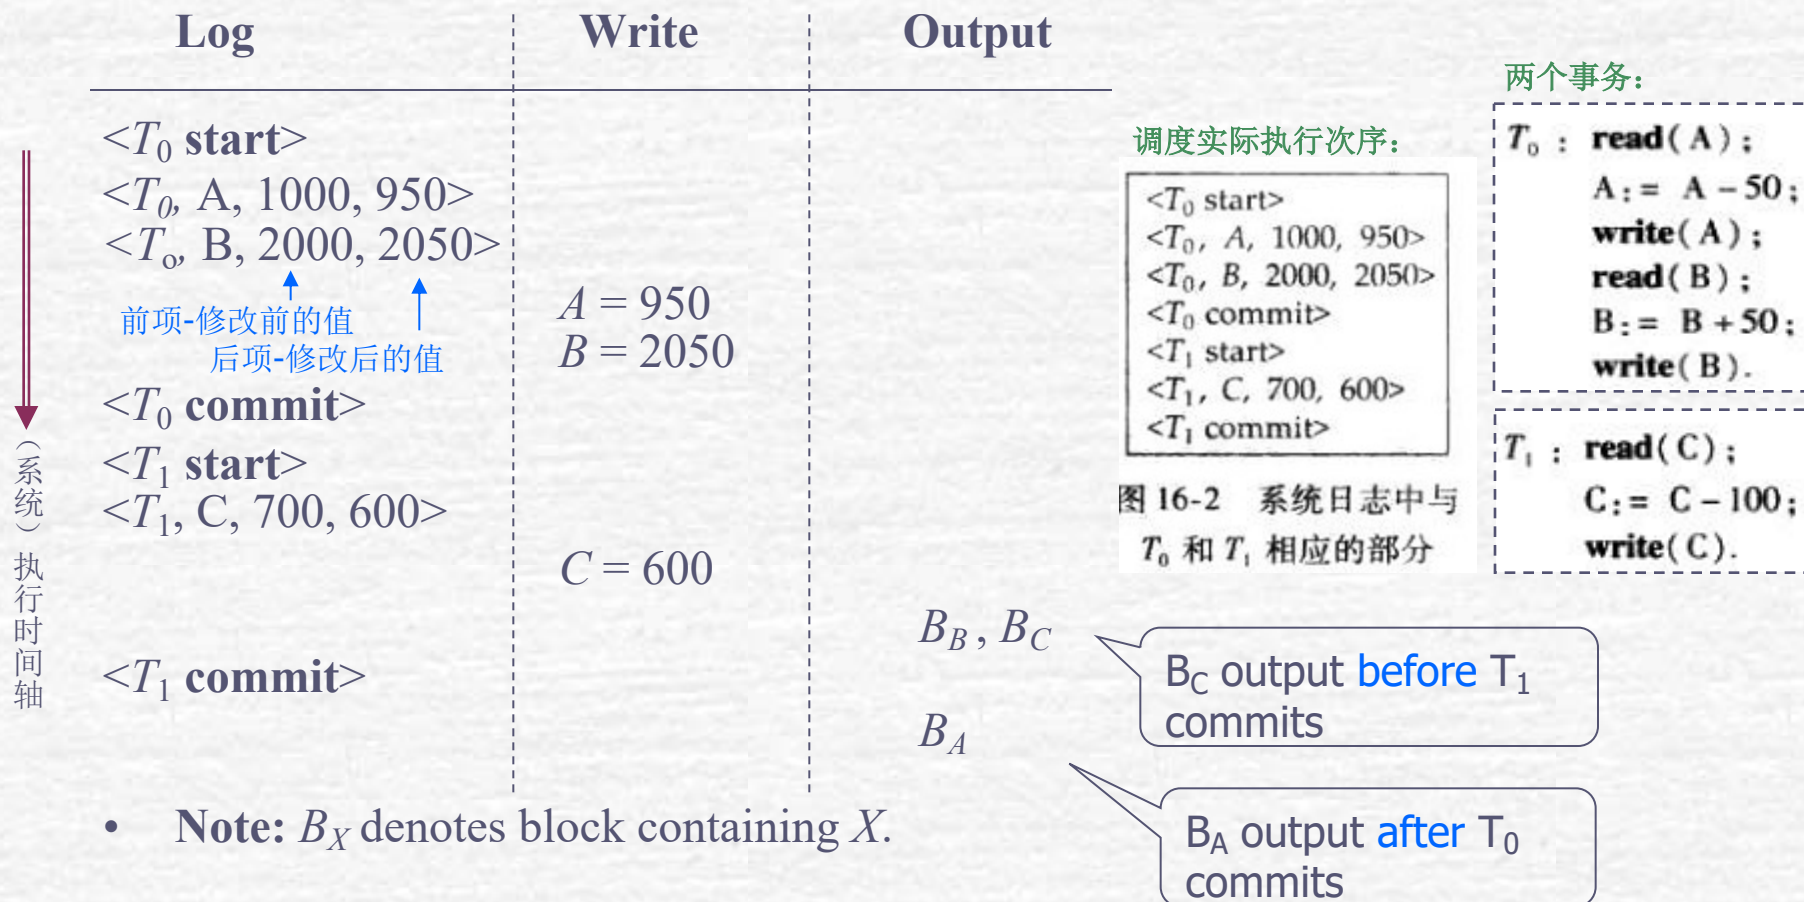 Log Write Output
<T0 start>
<T0, A, 1000, 950>
<To, B, 2000, 2050>
前项-修改前的值
后项-修改后的值
A = 950
B = 2050
<T0 commit>
<T1 start>
<T1, C, 700, 600>
C = 600
BB , BC
<T1 commit>
BA
(系统)执行时间轴
• Note: BX denotes block containing X.
调度实际执行次序:
<T0 start>
<T0, A, 1000, 950>
<T0, B, 2000, 2050>
<T0 commit>
<T1 start>
<T1, C, 700, 600>
<T1 commit>
图 16-2 系统日志中与
T0 和 T1 相应的部分
两个事务:
T0 : read( A );
A := A − 50;
write( A );
read( B );
B := B + 50;
write( B ).
T1 : read( C );
C := C − 100;
write( C ).
BC output before T1
commits
BA output after T0
commits